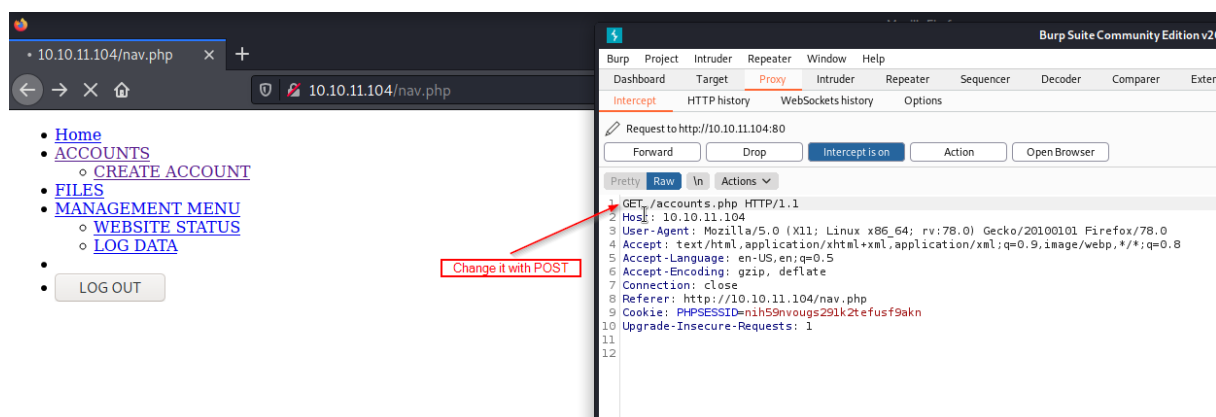 10.10.11.104/nav.php
10.10.11.104/nav.php
Home
ACCOUNTS
CREATE ACCOUNT
FILES
MANAGEMENT MENU
WEBSITE STATUS
LOG DATA
LOG OUT
Change it with POST
Burp Suite Community Edition
Burp Project Intruder Repeater Window Help
Dashboard Target Proxy Intruder Repeater Sequencer Decoder Comparer Exter
Intercept HTTP history WebSockets history Options
Request to http://10.10.11.104:80
Forward Drop Intercept is on Action Open Browser
Pretty Raw \n Actions
1 GET /accounts.php HTTP/1.1
2 Host: 10.10.11.104
3 User-Agent: Mozilla/5.0 (X11; Linux x86_64; rv:78.0) Gecko/20100101 Firefox/78.0
4 Accept: text/html,application/xhtml+xml,application/xml;q=0.9,image/webp,*/*;q=0.8
5 Accept-Language: en-US,en;q=0.5
6 Accept-Encoding: gzip, deflate
7 Connection: close
8 Referer: http://10.10.11.104/nav.php
9 Cookie: PHPSESSID=nih59nvougs291k2tefusf9akn
10 Upgrade-Insecure-Requests: 1
11
12